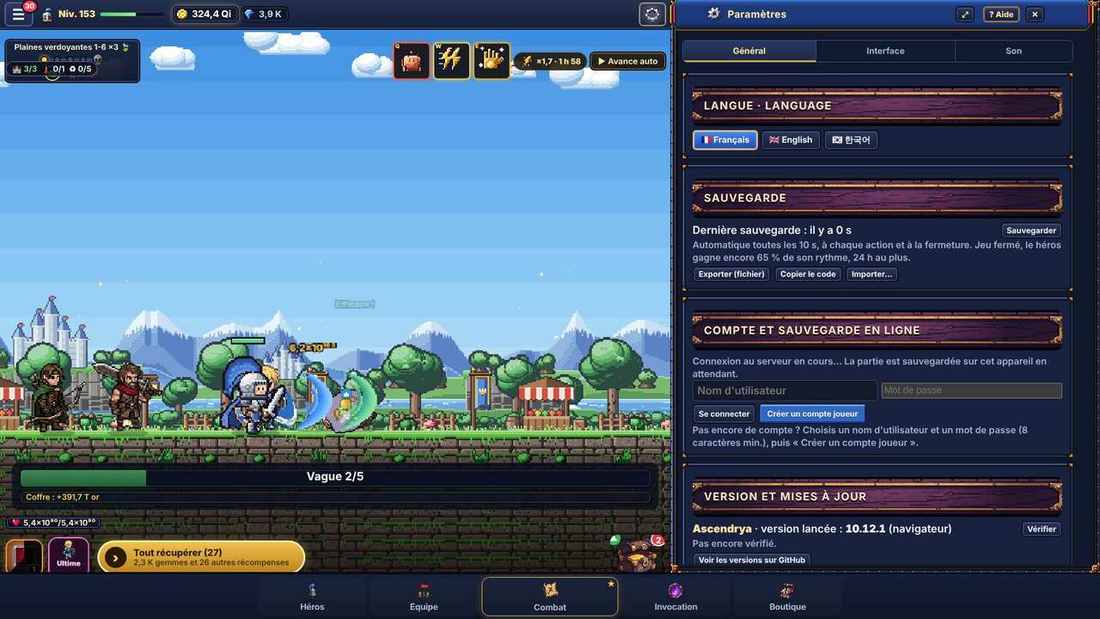 30
Niv. 153
324,4 Qi
3,9 K
Plaines verdoyantes 1-6 ×3
3/3
0/1
0/5
Q
W
E
×1,7 · 1 h 58
Avance auto
Vague 2/5
Coffre : +391,7 T or
Ultime
Tout récupérer (27)
2,3 K gemmes et 26 autres récompenses
2
Héros
Équipe
Combat
Invocation
Boutique
Paramètres
? Aide
Général
Interface
Son
LANGUE · LANGUAGE
Français
English
한국어
SAUVEGARDE
Dernière sauvegarde : il y a 0 s
Sauvegarder
Automatique toutes les 10 s, à chaque action et à la fermeture. Jeu fermé, le héros
gagne encore 65 % de son rythme, 24 h au plus.
Exporter (fichier)
Copier le code
Importer...
COMPTE ET SAUVEGARDE EN LIGNE
Connexion au serveur en cours... La partie est sauvegardée sur cet appareil en
attendant.
Nom d'utilisateur
Mot de passe
Se connecter
Créer un compte joueur
Pas encore de compte ? Choisis un nom d'utilisateur et un mot de passe (8
caractères min.), puis « Créer un compte joueur ».
VERSION ET MISES À JOUR
Ascendrya · version lancée : 10.12.1 (navigateur)
Vérifier
Pas encore vérifié.
Voir les versions sur GitHub